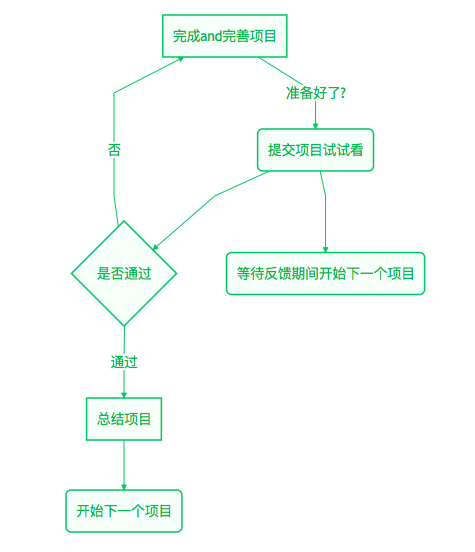 完成and完善项目
准备好了?
否
提交项目试试看
是否通过
等待反馈期间开始下一个项目
通过
总结项目
开始下一个项目